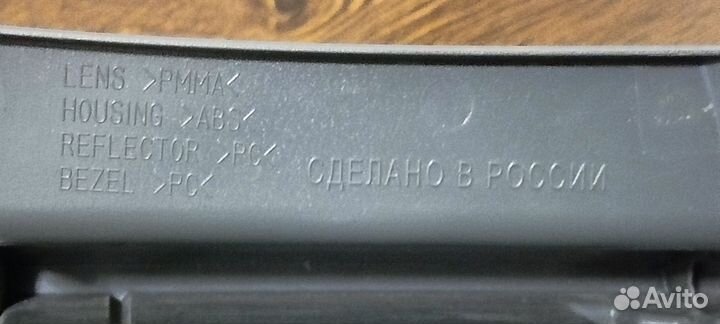 LENS >PMMA<
HOUSING >ABS<
REFLECTOR >PC<
BEZEL >PC<
СДЕЛАНО В РОССИИ
Avito